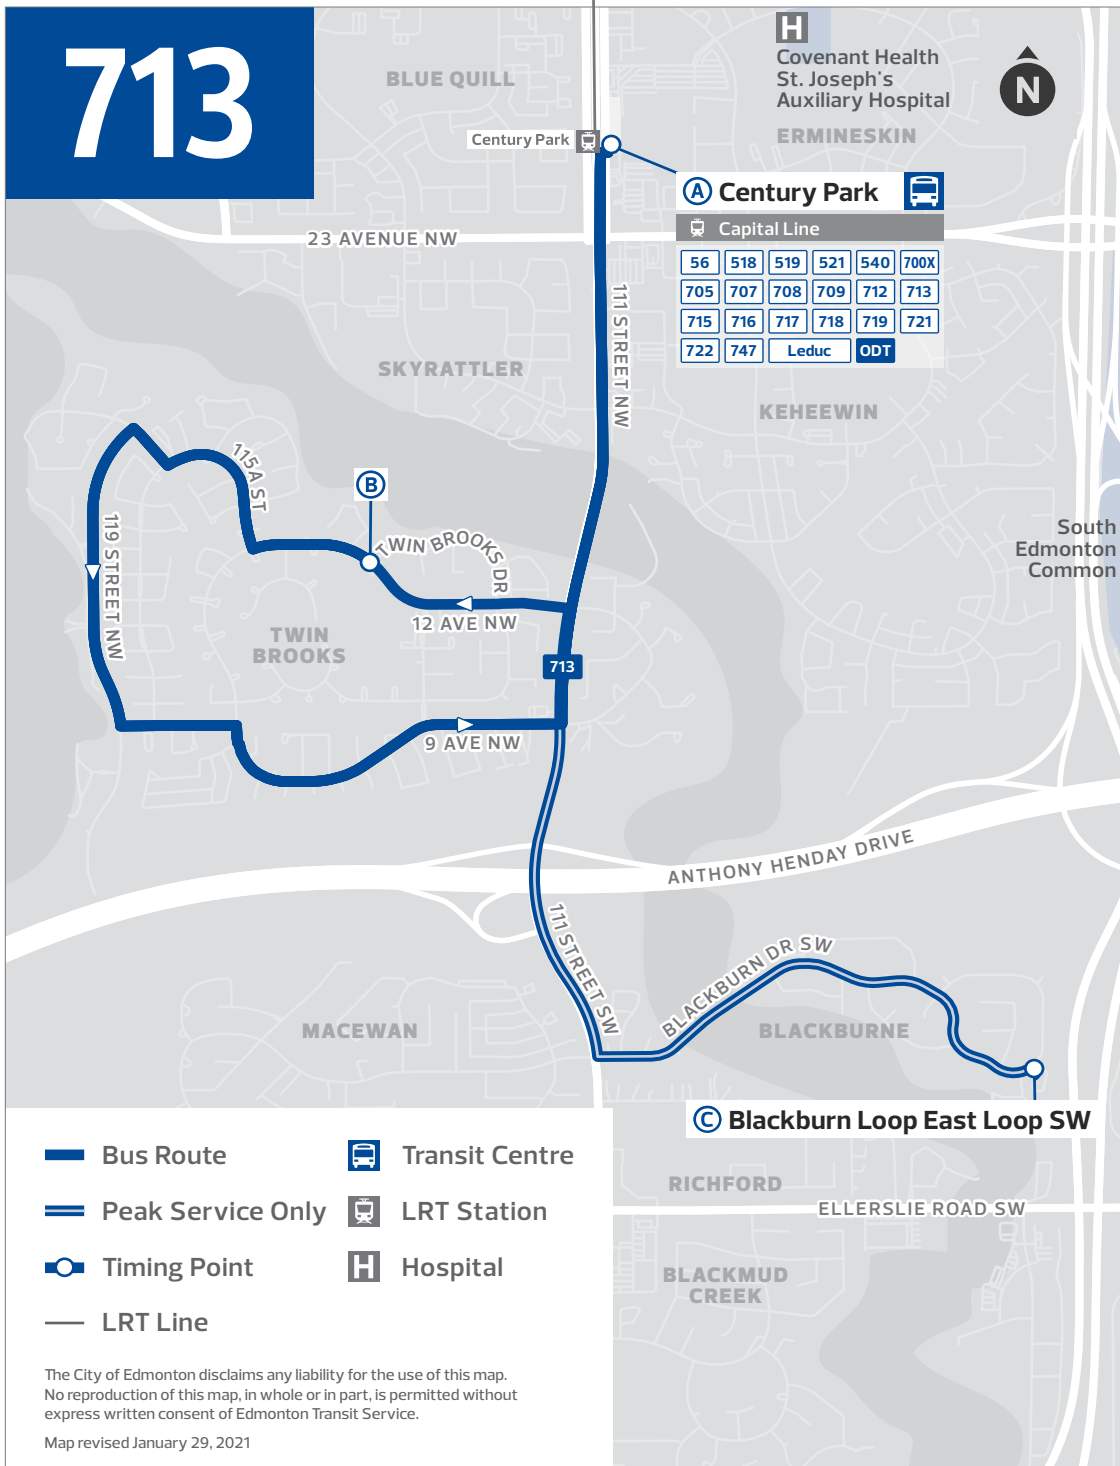 713
H
Covenant Health
St. Joseph's
Auxiliary Hospital
N
BLUE QUILL
ERMINESKIN
Century Park
A Century Park
Capital Line
23 AVENUE NW
56 518 519 521 540 700X
705 707 708 709 712 713
715 716 717 718 719 721
722 747 Leduc ODT
111 STREET NW
SKYRATTLER
KEHEEWIN
115A ST
B
TWIN BROOKS DR
119 STREET NW
South
Edmonton
Common
12 AVE NW
TWIN
BROOKS
713
9 AVE NW
ANTHONY HENDAY DRIVE
111 STREET SW
BLACKBURN DR SW
MACEWAN
BLACKBURNE
C Blackburn Loop East Loop SW
RICHFORD
ELLERSLIE ROAD SW
BLACKMUD
CREEK
Bus Route
Transit Centre
Peak Service Only
LRT Station
Timing Point
H Hospital
LRT Line
The City of Edmonton disclaims any liability for the use of this map.
No reproduction of this map, in whole or in part, is permitted without
express written consent of Edmonton Transit Service.
Map revised January 29, 2021